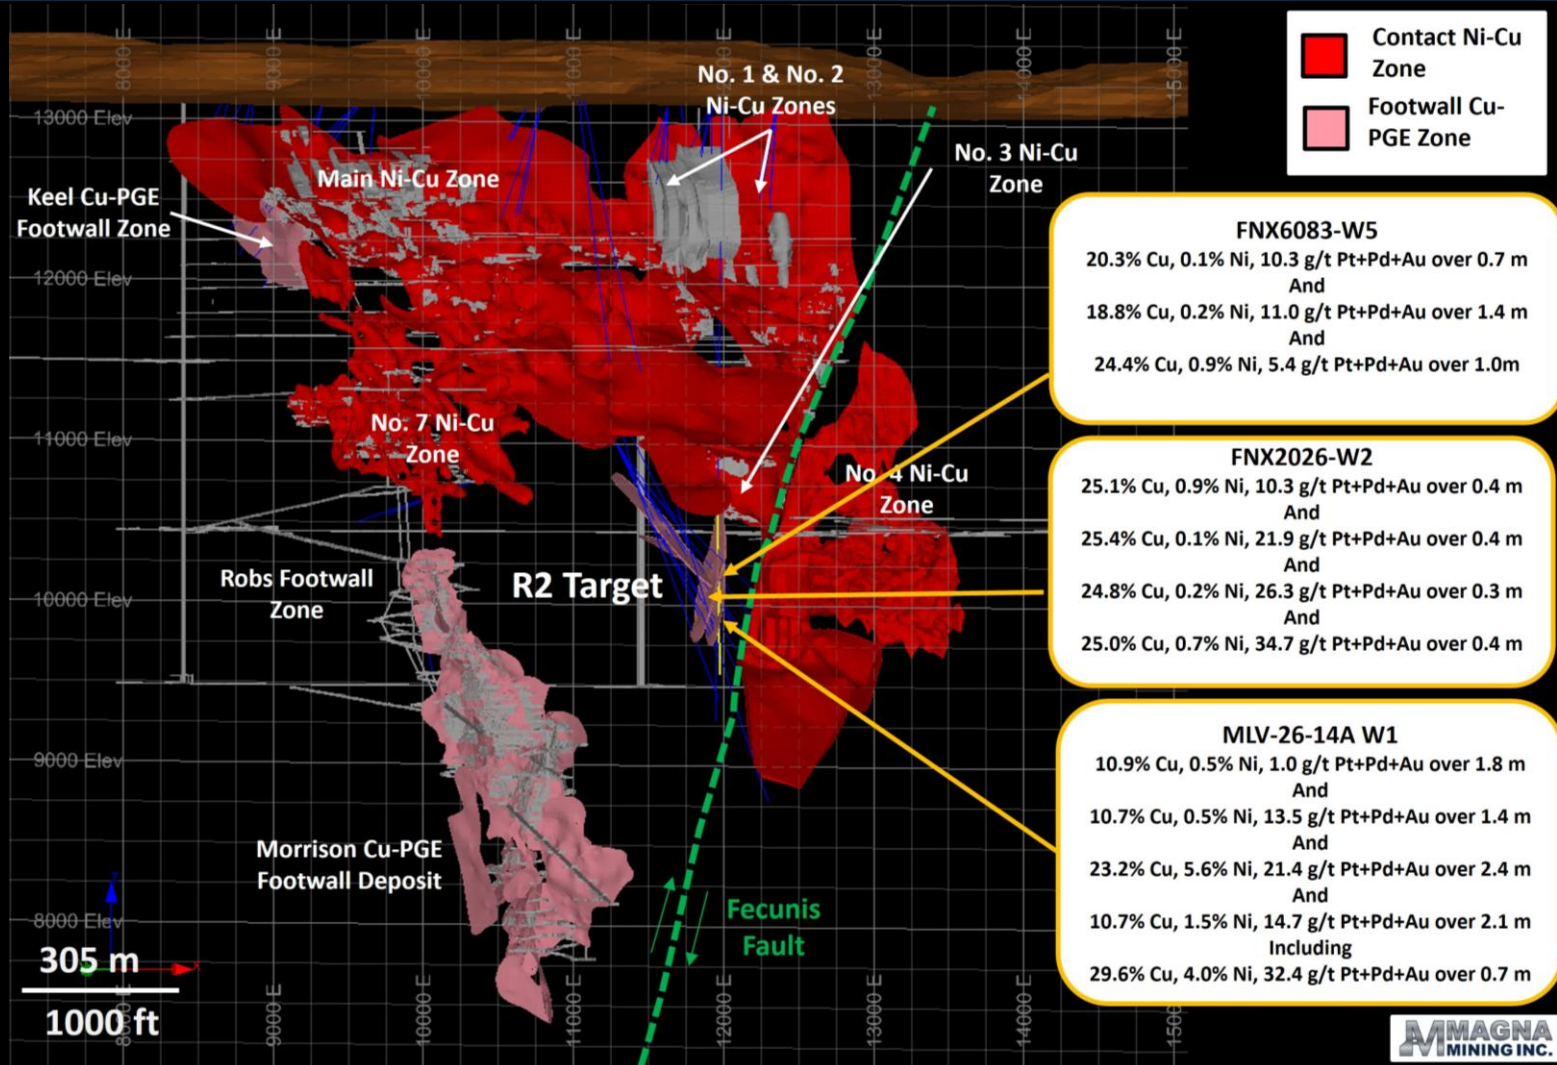 Contact Ni-Cu
Zone
Footwall Cu-
PGE Zone
8000 E
9000 E
10000 E
11000 E
12000 E
13000 E
14000 E
15000 E
13000 Elev
12000 Elev
11000 Elev
10000 Elev
9000 Elev
8000 Elev
No. 1 & No. 2
Ni-Cu Zones
No. 3 Ni-Cu
Zone
Main Ni-Cu Zone
Keel Cu-PGE
Footwall Zone
No. 7 Ni-Cu
Zone
No. 4 Ni-Cu
Zone
Robs Footwall
Zone
R2 Target
Morrison Cu-PGE
Footwall Deposit
Fecunis
Fault
FNX6083-W5
20.3% Cu, 0.1% Ni, 10.3 g/t Pt+Pd+Au over 0.7 m
And
18.8% Cu, 0.2% Ni, 11.0 g/t Pt+Pd+Au over 1.4 m
And
24.4% Cu, 0.9% Ni, 5.4 g/t Pt+Pd+Au over 1.0m
FNX2026-W2
25.1% Cu, 0.9% Ni, 10.3 g/t Pt+Pd+Au over 0.4 m
And
25.4% Cu, 0.1% Ni, 21.9 g/t Pt+Pd+Au over 0.4 m
And
24.8% Cu, 0.2% Ni, 26.3 g/t Pt+Pd+Au over 0.3 m
And
25.0% Cu, 0.7% Ni, 34.7 g/t Pt+Pd+Au over 0.4 m
MLV-26-14A W1
10.9% Cu, 0.5% Ni, 1.0 g/t Pt+Pd+Au over 1.8 m
And
10.7% Cu, 0.5% Ni, 13.5 g/t Pt+Pd+Au over 1.4 m
And
23.2% Cu, 5.6% Ni, 21.4 g/t Pt+Pd+Au over 2.4 m
And
10.7% Cu, 1.5% Ni, 14.7 g/t Pt+Pd+Au over 2.1 m
Including
29.6% Cu, 4.0% Ni, 32.4 g/t Pt+Pd+Au over 0.7 m
305 m
1000 ft
9000 E
10000 E
11000 E
12000 E
13000 E
14000 E
MAGNA
MINING INC.